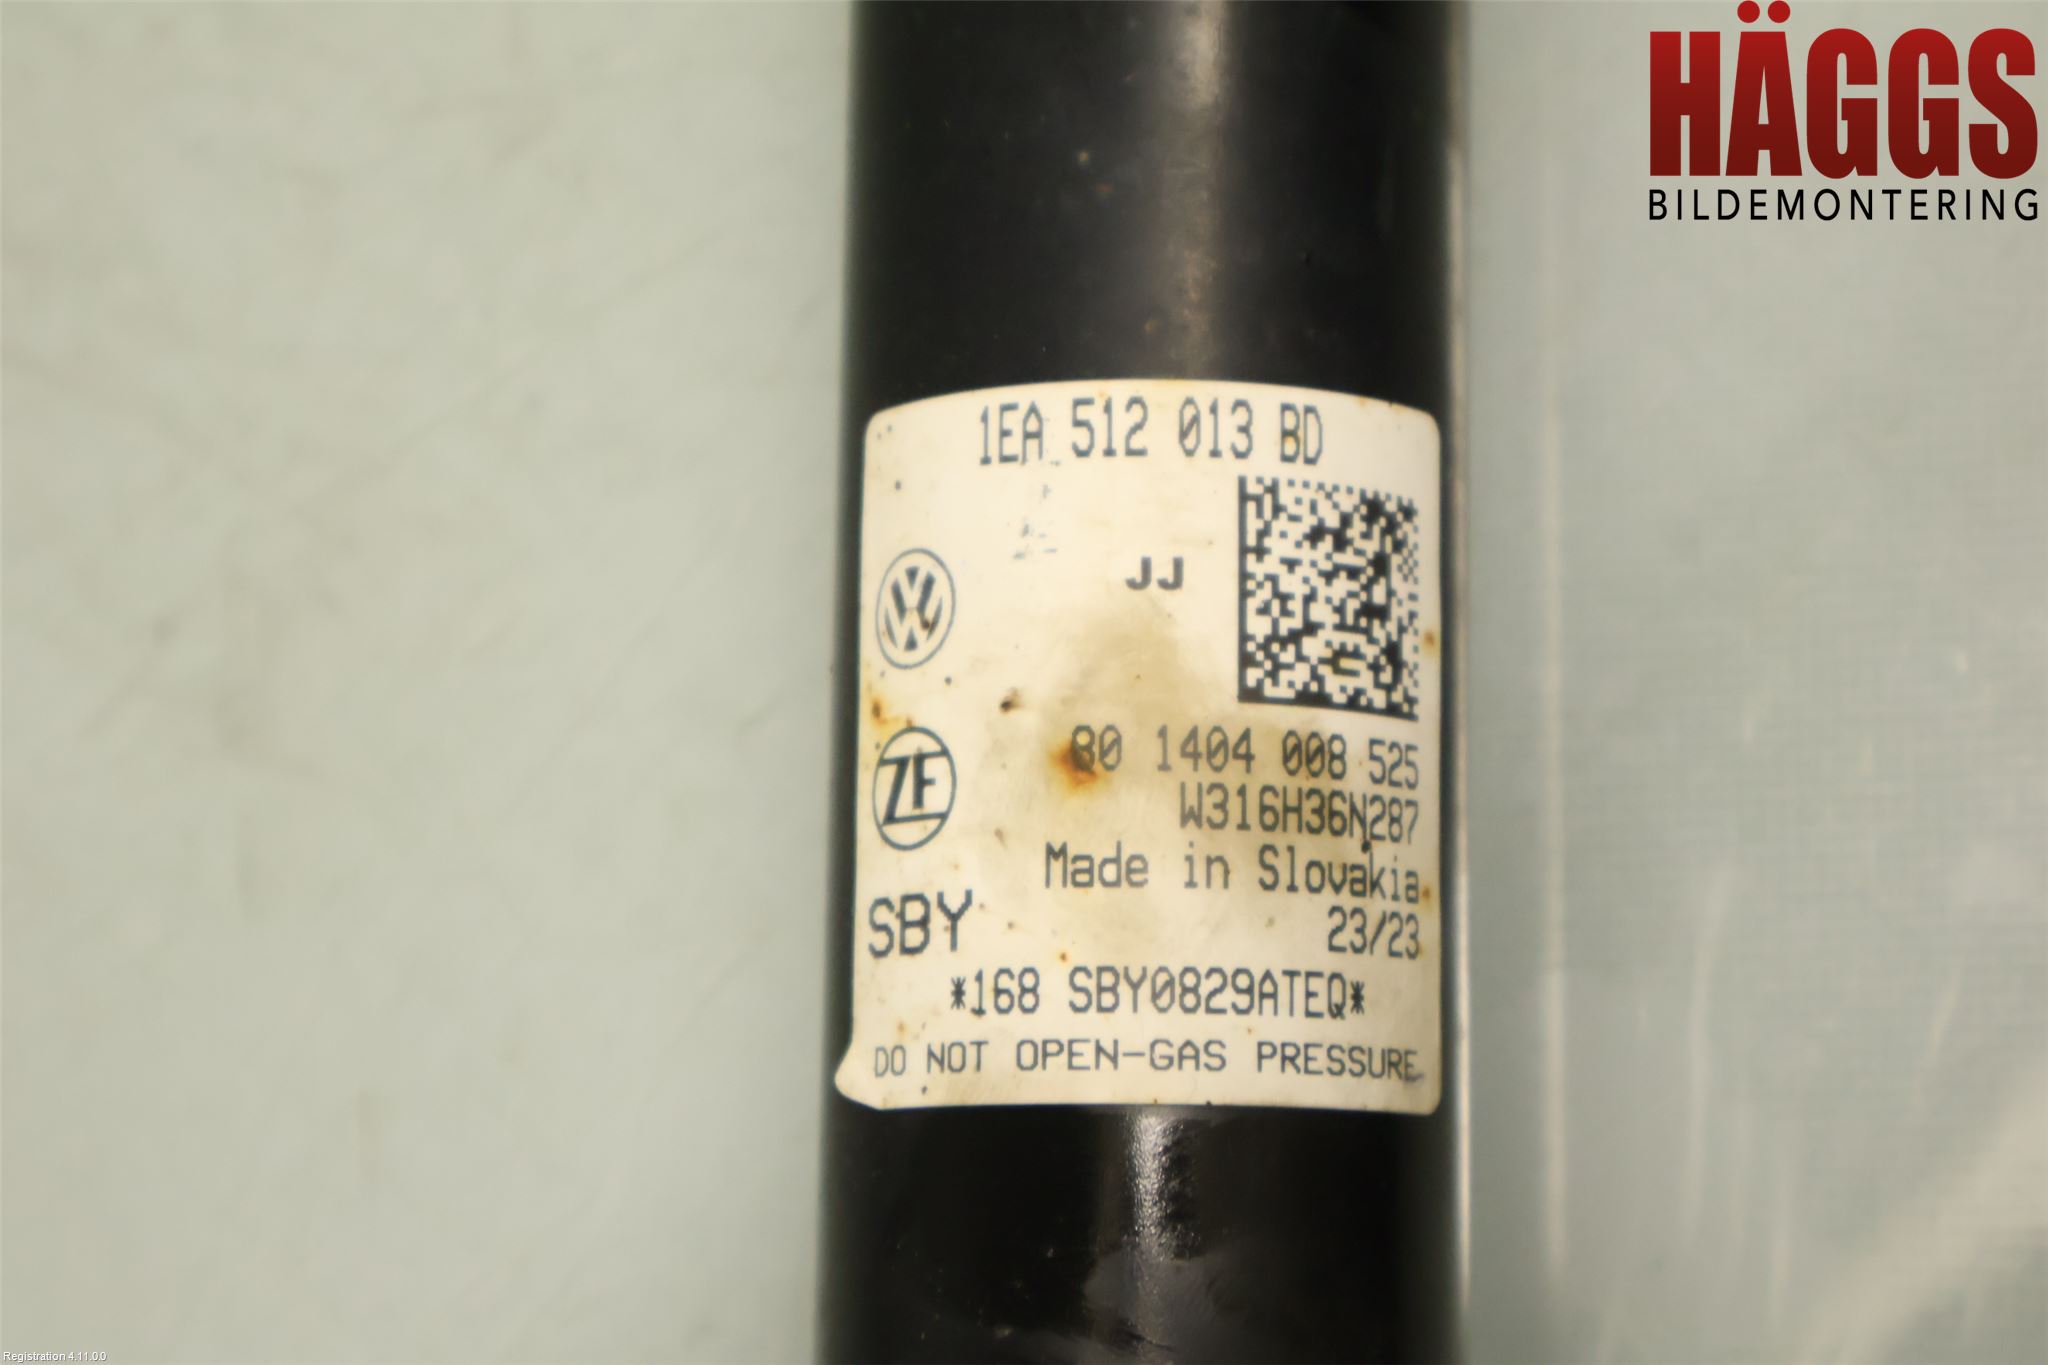 HÄGGS
BILDEMONTERING
1EA 512 013 BD
JJ
80 1404 008 525
ZF
W316H36N287
Made in Slovakia
SBY
23/23
*168 SBY0829ATEQ*
DO NOT OPEN-GAS PRESSURE
Registration 4.11.0.0